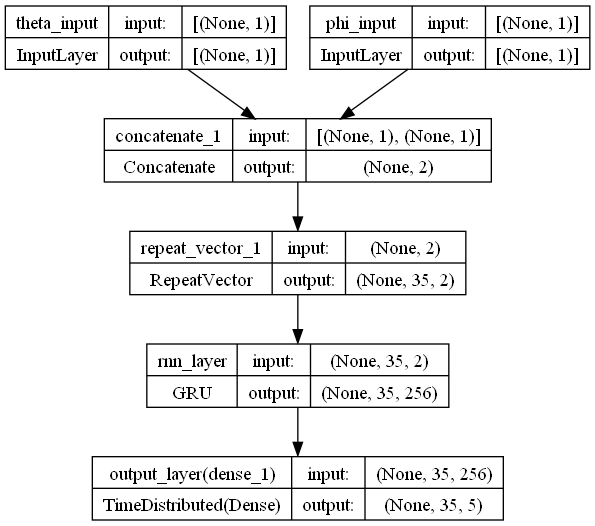 theta_input input: [(None, 1)]
InputLayer output: [(None, 1)]
phi_input input: [(None, 1)]
InputLayer output: [(None, 1)]
concatenate_1 input: [(None, 1), (None, 1)]
Concatenate output: (None, 2)
repeat_vector_1 input: (None, 2)
RepeatVector output: (None, 35, 2)
rnn_layer input: (None, 35, 2)
GRU output: (None, 35, 256)
output_layer(dense_1) input: (None, 35, 256)
TimeDistributed(Dense) output: (None, 35, 5)